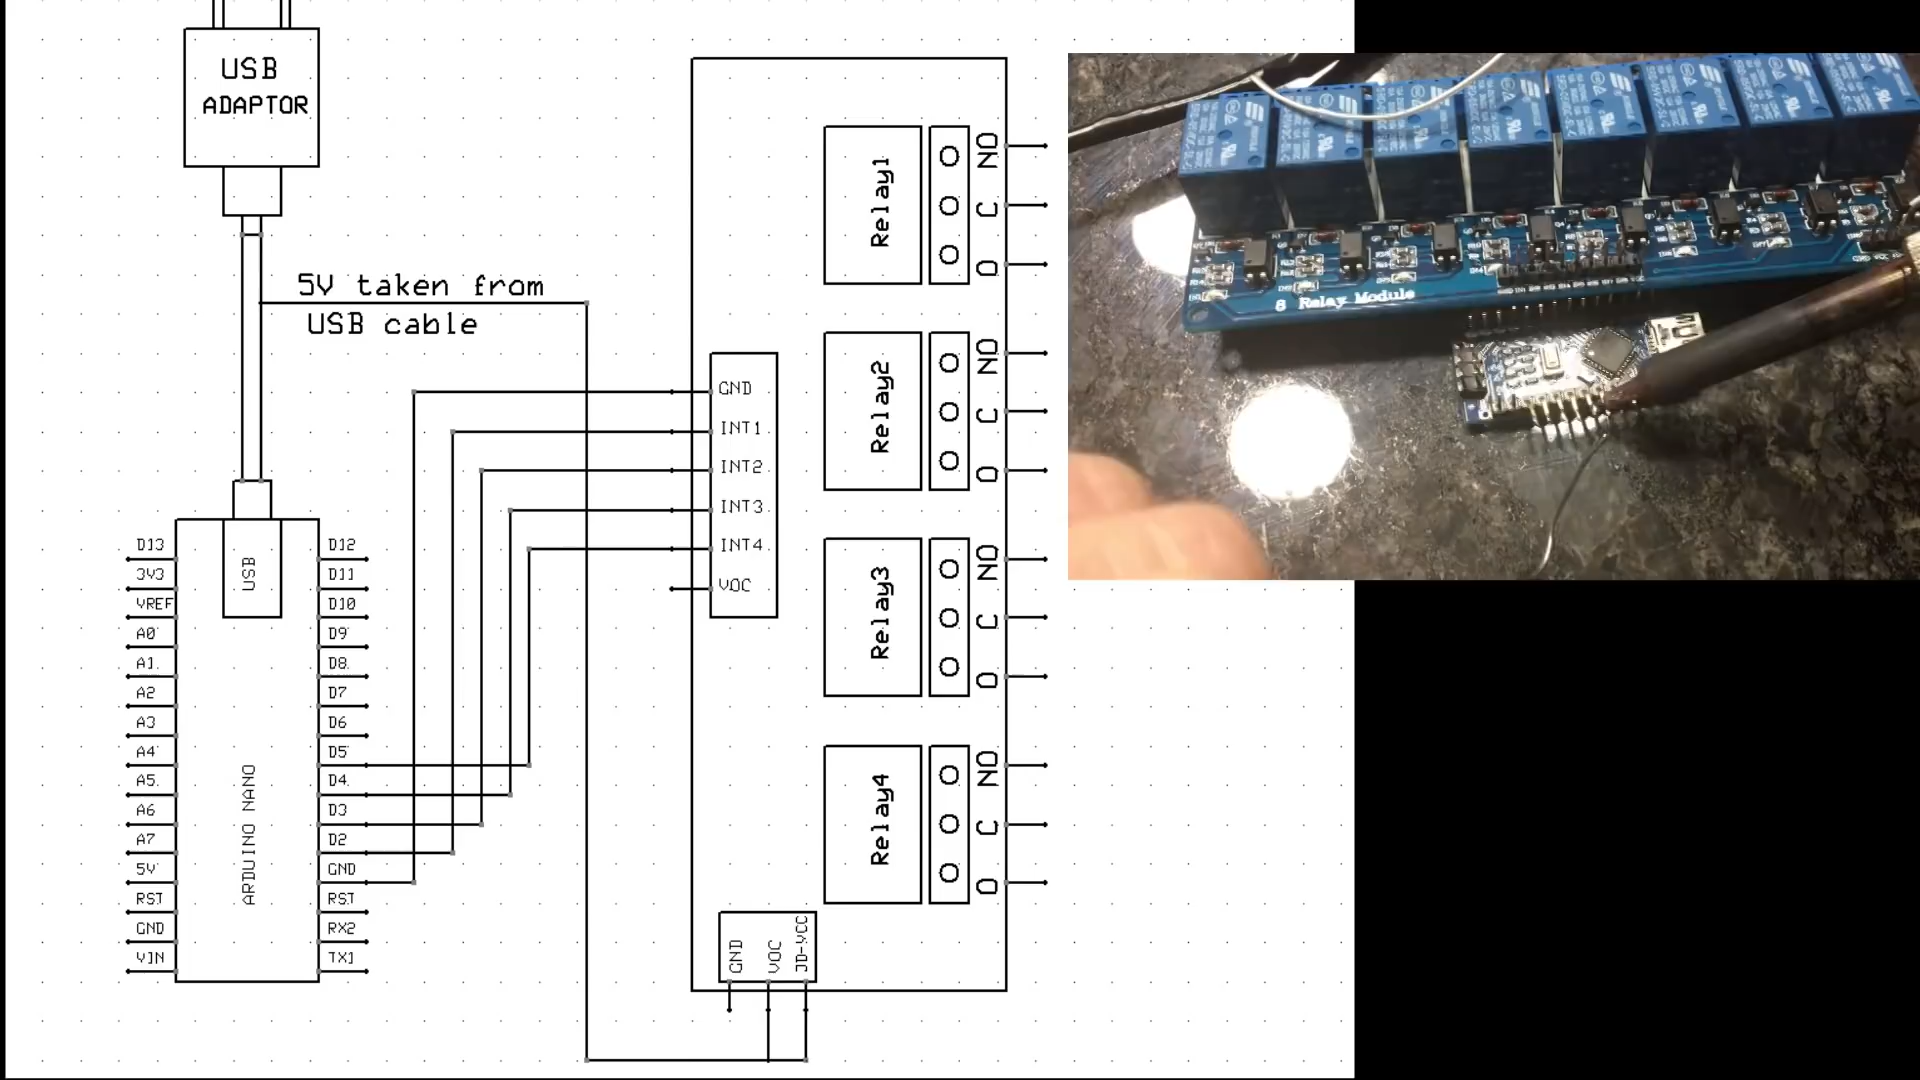 USB
ADAPTOR
5V taken from
USB cable
GND
INT1
INT2
INT3
INT4
VOC
Relay1
NO
C
O
Relay2
NO
C
O
Relay3
NO
C
O
Relay4
NO
C
O
GND
VOC
JD-VCC
USB
ARDUINO NANO
D13
3V3
VREF
A0
A1
A2
A3
A4
A5
A6
A7
5V
RST
GND
VIN
D12
D11
D10
D9
D8
D7
D6
D5
D4
D3
D2
GND
RST
RX2
TX1
8 Relay Module